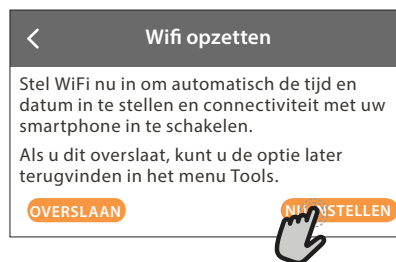 Wifi opzetten
Stel WiFi nu in om automatisch de tijd en
datum in te stellen en connectiviteit met uw
smartphone in te schakelen.
Als u dit overslaat, kunt u de optie later
terugvinden in het menu Tools.
OVERSLAAN
NU INSTELLEN